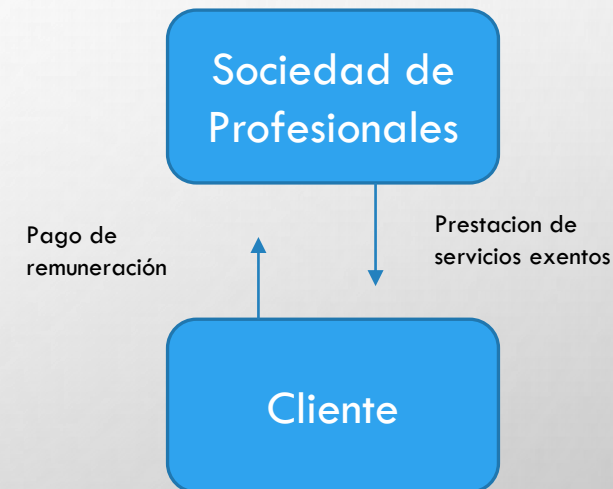 Sociedad de
Profesionales
Pago de
remuneración
Prestacion de
servicios exentos
Cliente